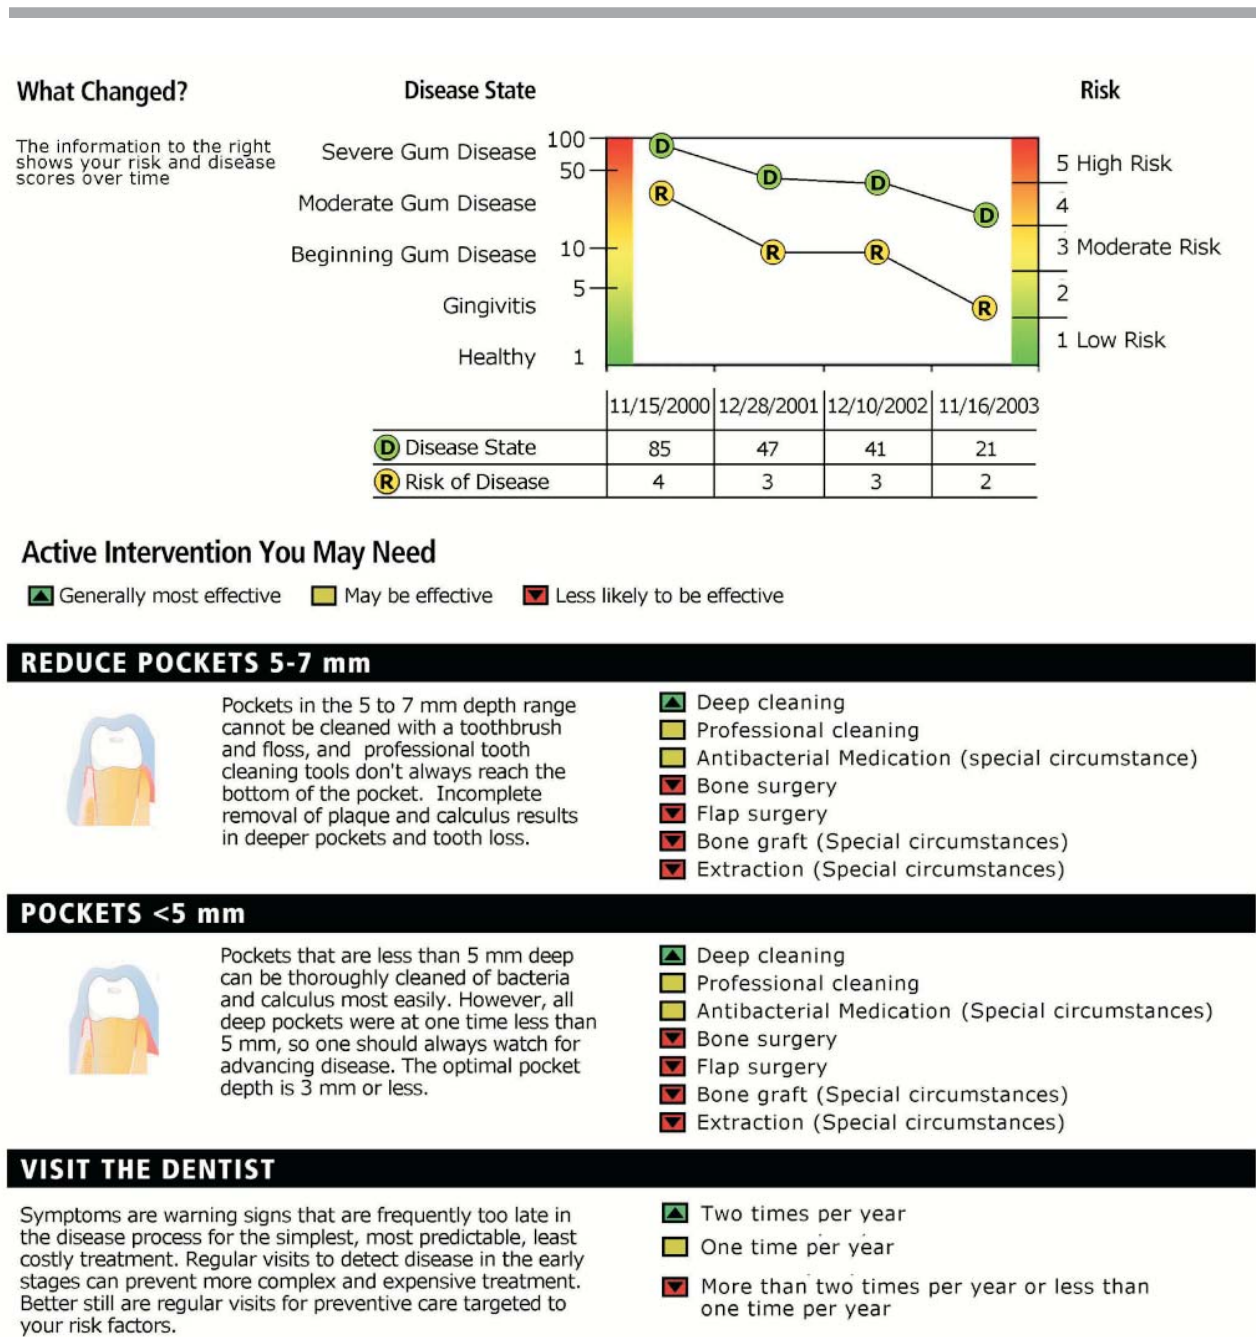 What Changed?
Disease State
Risk
The information to the right
shows your risk and disease
scores over time
Severe Gum Disease
Moderate Gum Disease
Beginning Gum Disease
Gingivitis
Healthy
100
50
10
5
1
D
D
D
D
R
R
R
R
5 High Risk
4
3 Moderate Risk
2
1 Low Risk
11/15/2000 12/28/2001 12/10/2002 11/16/2003
D Disease State 85 47 41 21
R Risk of Disease 4 3 3 2
Active Intervention You May Need
Generally most effective May be effective Less likely to be effective
REDUCE POCKETS 5-7 mm
Pockets in the 5 to 7 mm depth range
cannot be cleaned with a toothbrush
and floss, and professional tooth
cleaning tools don't always reach the
bottom of the pocket. Incomplete
removal of plaque and calculus results
in deeper pockets and tooth loss.
Deep cleaning
Professional cleaning
Antibacterial Medication (special circumstance)
Bone surgery
Flap surgery
Bone graft (Special circumstances)
Extraction (Special circumstances)
POCKETS <5 mm
Pockets that are less than 5 mm deep
can be thoroughly cleaned of bacteria
and calculus most easily. However, all
deep pockets were at one time less than
5 mm, so one should always watch for
advancing disease. The optimal pocket
depth is 3 mm or less.
Deep cleaning
Professional cleaning
Antibacterial Medication (Special circumstances)
Bone surgery
Flap surgery
Bone graft (Special circumstances)
Extraction (Special circumstances)
VISIT THE DENTIST
Symptoms are warning signs that are frequently too late in
the disease process for the simplest, most predictable, least
costly treatment. Regular visits to detect disease in the early
stages can prevent more complex and expensive treatment.
Better still are regular visits for preventive care targeted to
your risk factors.
Two times per year
One time per year
More than two times per year or less than
one time per year